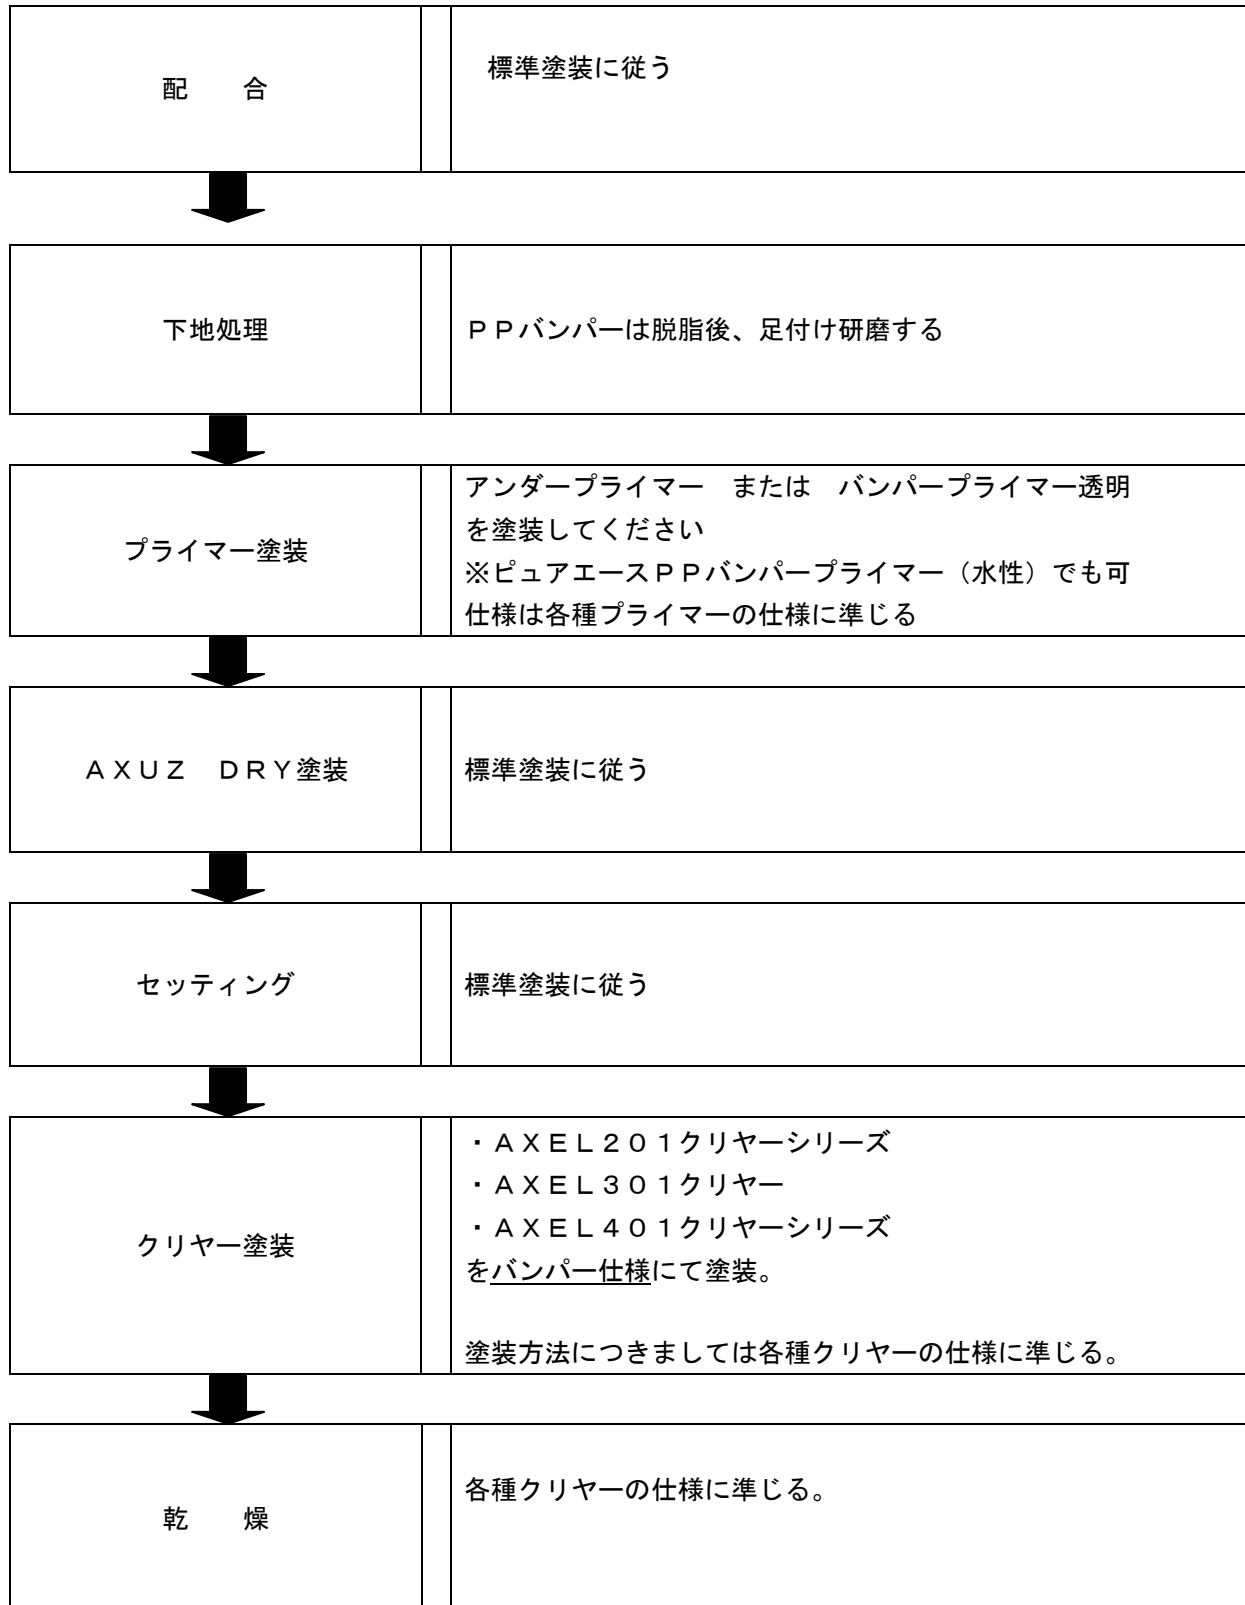 配　　合
標準塗装に従う
下地処理
ＰＰバンパーは脱脂後、足付け研磨する
プライマー塗装
アンダープライマー　または　バンパープライマー透明
を塗装してください
※ピュアエースＰＰバンパープライマー（水性）でも可
仕様は各種プライマーの仕様に準じる
ＡＸＵＺ　ＤＲＹ塗装
標準塗装に従う
セッティング
標準塗装に従う
クリヤー塗装
・ＡＸＥＬ２０１クリヤーシリーズ
・ＡＸＥＬ３０１クリヤー
・ＡＸＥＬ４０１クリヤーシリーズ
をバンパー仕様にて塗装。
塗装方法につきましては各種クリヤーの仕様に準じる。
乾　　燥
各種クリヤーの仕様に準じる。